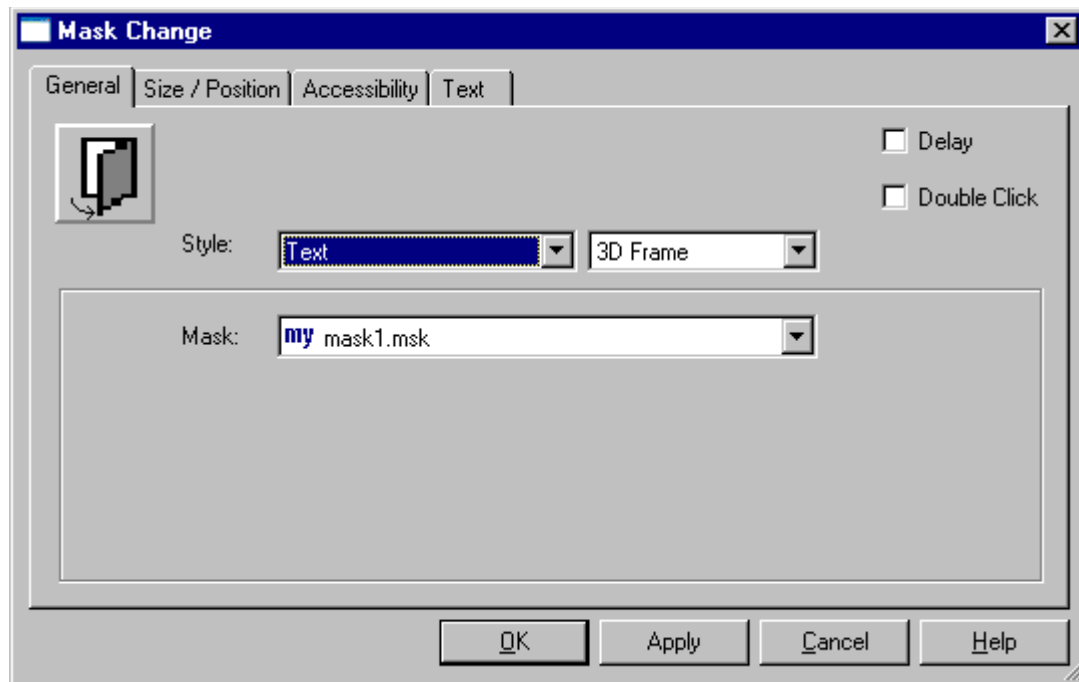 Mask Change
General Size / Position Accessibility Text
Delay
Double Click
Style: Text 3D Frame
Mask: my mask1.msk
OK Apply Cancel Help